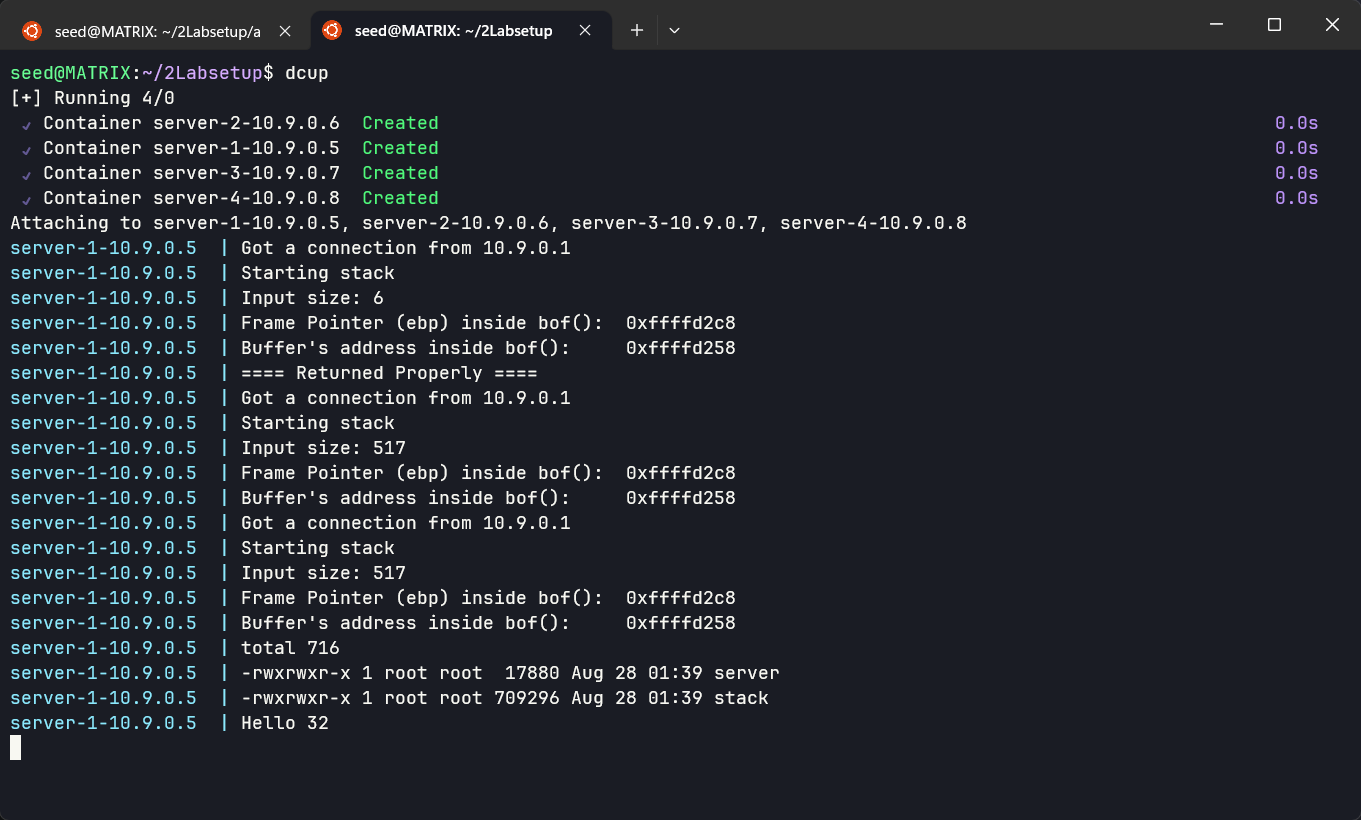 seed@MATRIX: ~/2Labsetup/a
seed@MATRIX: ~/2Labsetup
seed@MATRIX:~/2Labsetup$ dcup
[+] Running 4/0
✔ Container server-2-10.9.0.6  Created 0.0s
✔ Container server-1-10.9.0.5  Created 0.0s
✔ Container server-3-10.9.0.7  Created 0.0s
✔ Container server-4-10.9.0.8  Created 0.0s
Attaching to server-1-10.9.0.5, server-2-10.9.0.6, server-3-10.9.0.7, server-4-10.9.0.8
server-1-10.9.0.5  | Got a connection from 10.9.0.1
server-1-10.9.0.5  | Starting stack
server-1-10.9.0.5  | Input size: 6
server-1-10.9.0.5  | Frame Pointer (ebp) inside bof():  0xffffd2c8
server-1-10.9.0.5  | Buffer's address inside bof():     0xffffd258
server-1-10.9.0.5  | ==== Returned Properly ====
server-1-10.9.0.5  | Got a connection from 10.9.0.1
server-1-10.9.0.5  | Starting stack
server-1-10.9.0.5  | Input size: 517
server-1-10.9.0.5  | Frame Pointer (ebp) inside bof():  0xffffd2c8
server-1-10.9.0.5  | Buffer's address inside bof():     0xffffd258
server-1-10.9.0.5  | Got a connection from 10.9.0.1
server-1-10.9.0.5  | Starting stack
server-1-10.9.0.5  | Input size: 517
server-1-10.9.0.5  | Frame Pointer (ebp) inside bof():  0xffffd2c8
server-1-10.9.0.5  | Buffer's address inside bof():     0xffffd258
server-1-10.9.0.5  | total 716
server-1-10.9.0.5  | -rwxrwxr-x 1 root root  17880 Aug 28 01:39 server
server-1-10.9.0.5  | -rwxrwxr-x 1 root root 709296 Aug 28 01:39 stack
server-1-10.9.0.5  | Hello 32